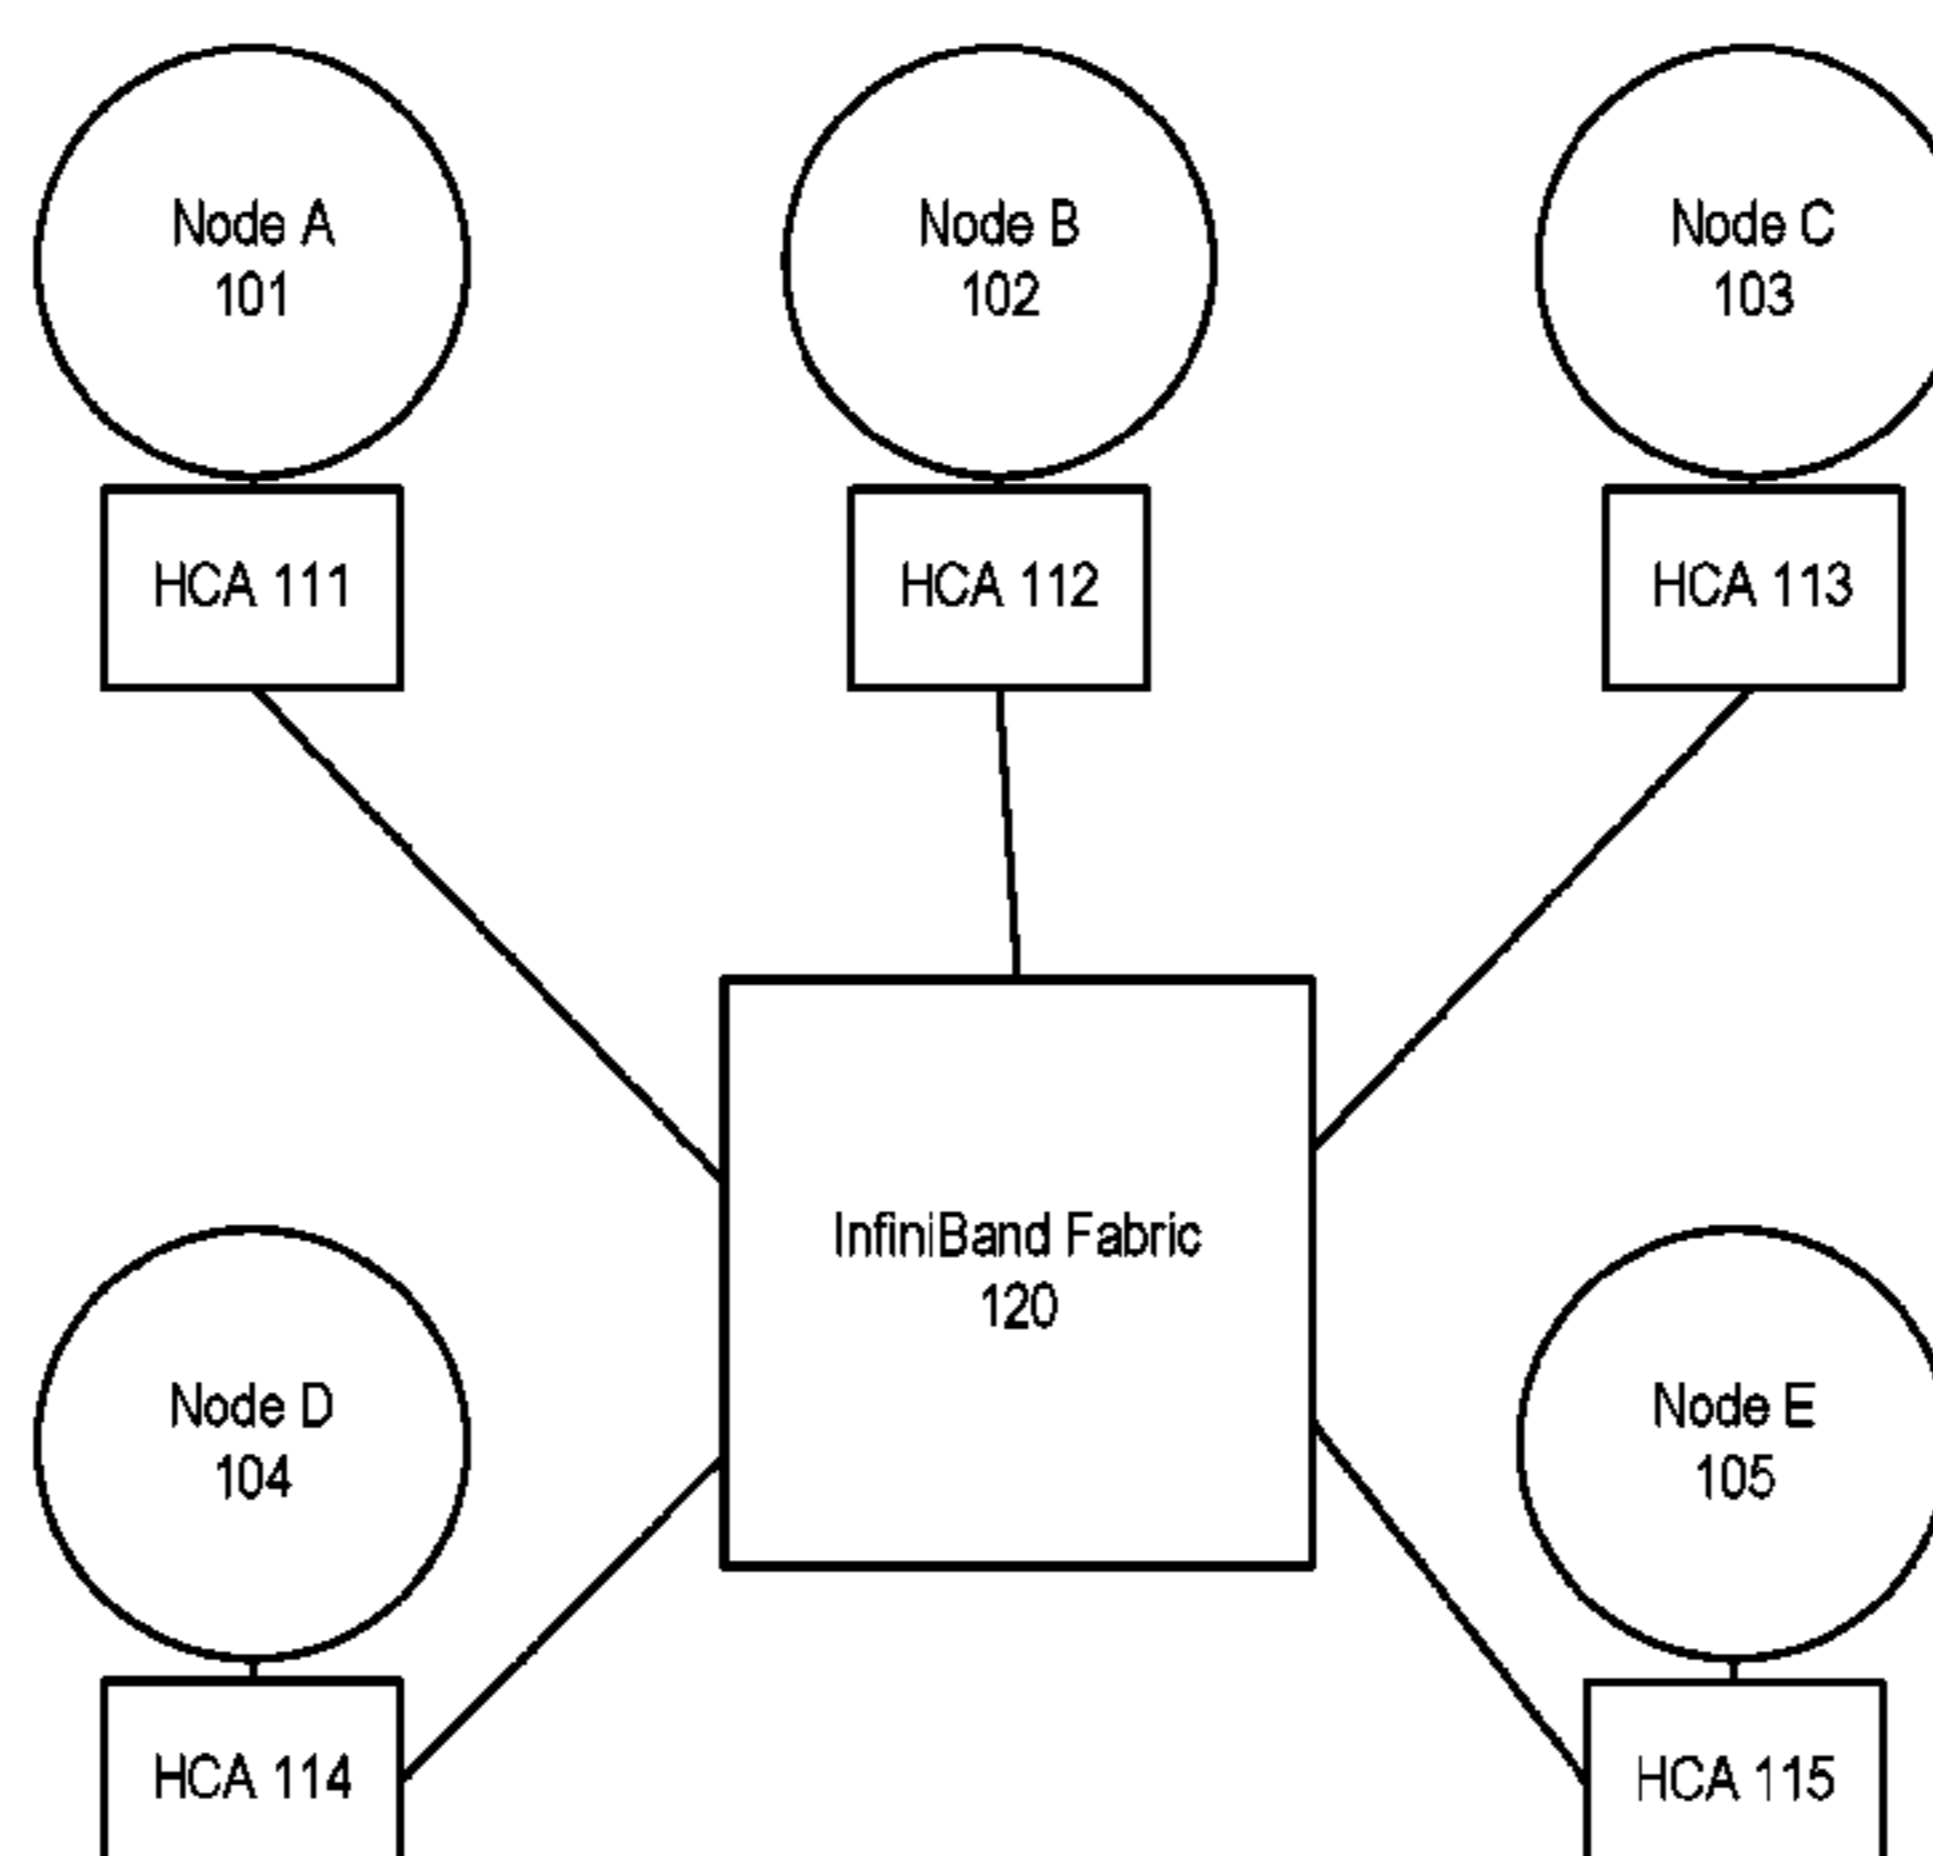 Node A
101
Node B
102
Node C
103
HCA 111
HCA 112
HCA 113
InfiniBand Fabric
120
Node D
104
Node E
105
HCA 114
HCA 115